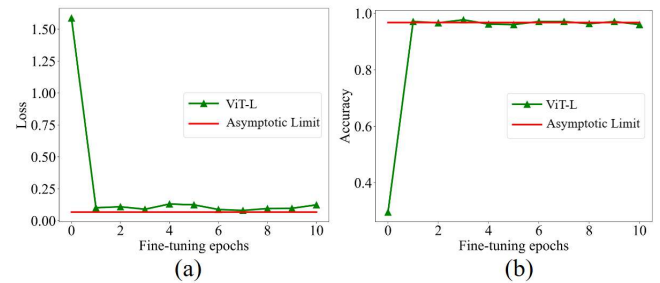 1.50
1.25
1.00
0.75
0.50
0.25
0.00
Loss
ViT-L
Asymptotic Limit
0 2 4 6 8 10
Fine-tuning epochs
(a)
1.0
0.8
0.6
0.4
Accuracy
ViT-L
Asymptotic Limit
0 2 4 6 8 10
Fine-tuning epochs
(b)